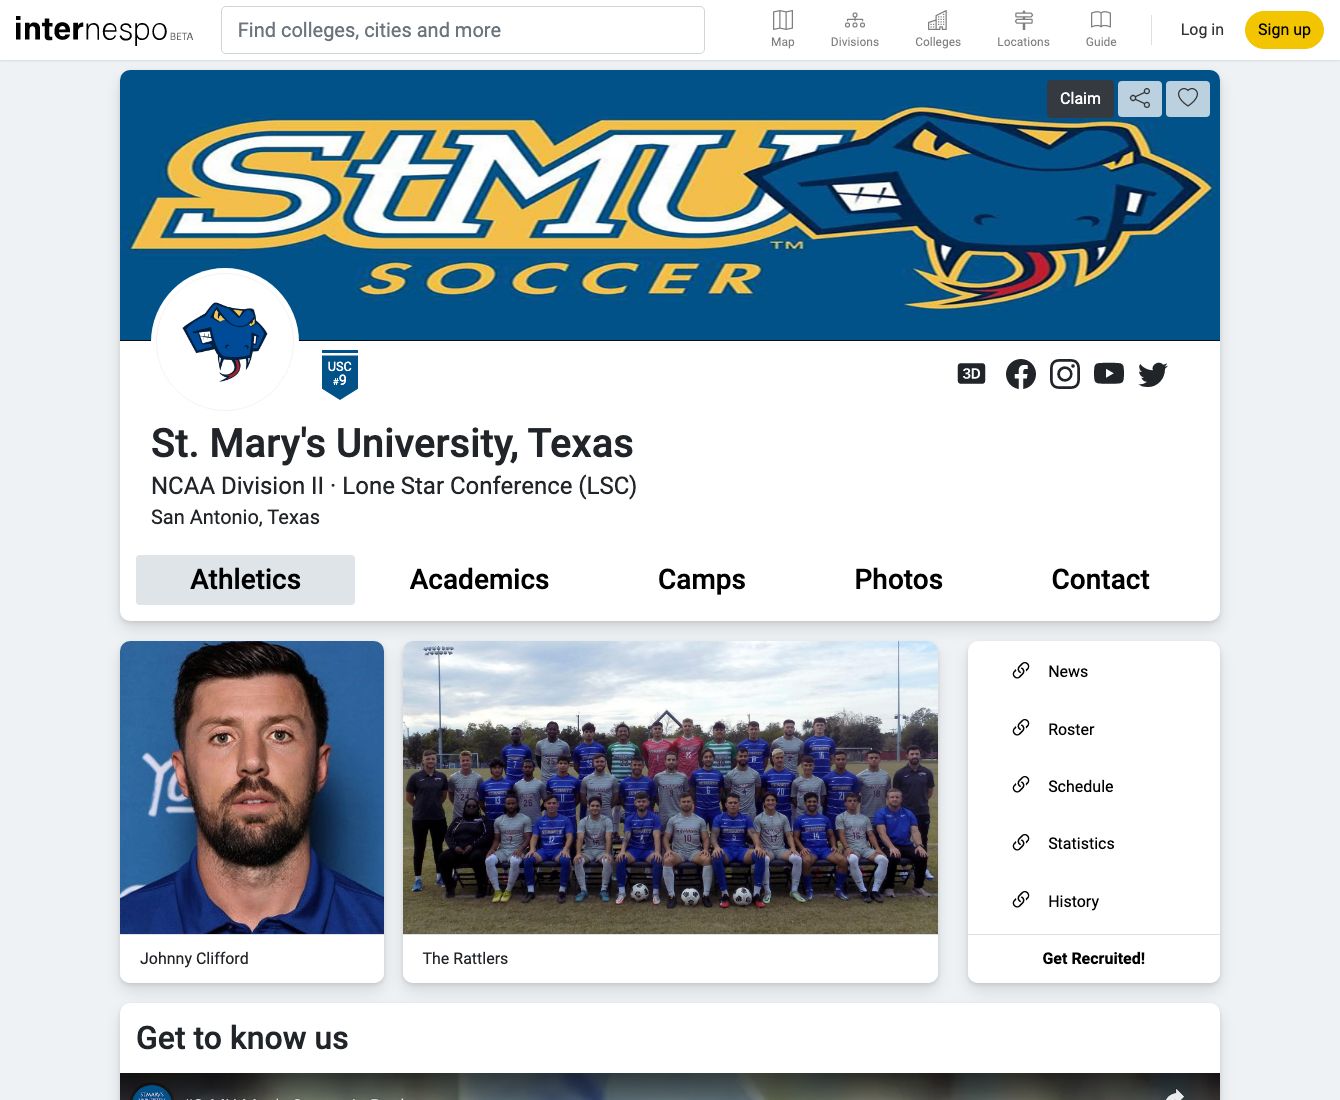 internespo BETA
Find colleges, cities and more
Map
Divisions
Colleges
Locations
Guide
Log in
Sign up
Claim
StMU
TM
SOCCER
USC
#9
3D
St. Mary's University, Texas
NCAA Division II · Lone Star Conference (LSC)
San Antonio, Texas
Athletics
Academics
Camps
Photos
Contact
News
Roster
Schedule
Statistics
History
Johnny Clifford
The Rattlers
Get Recruited!
Get to know us